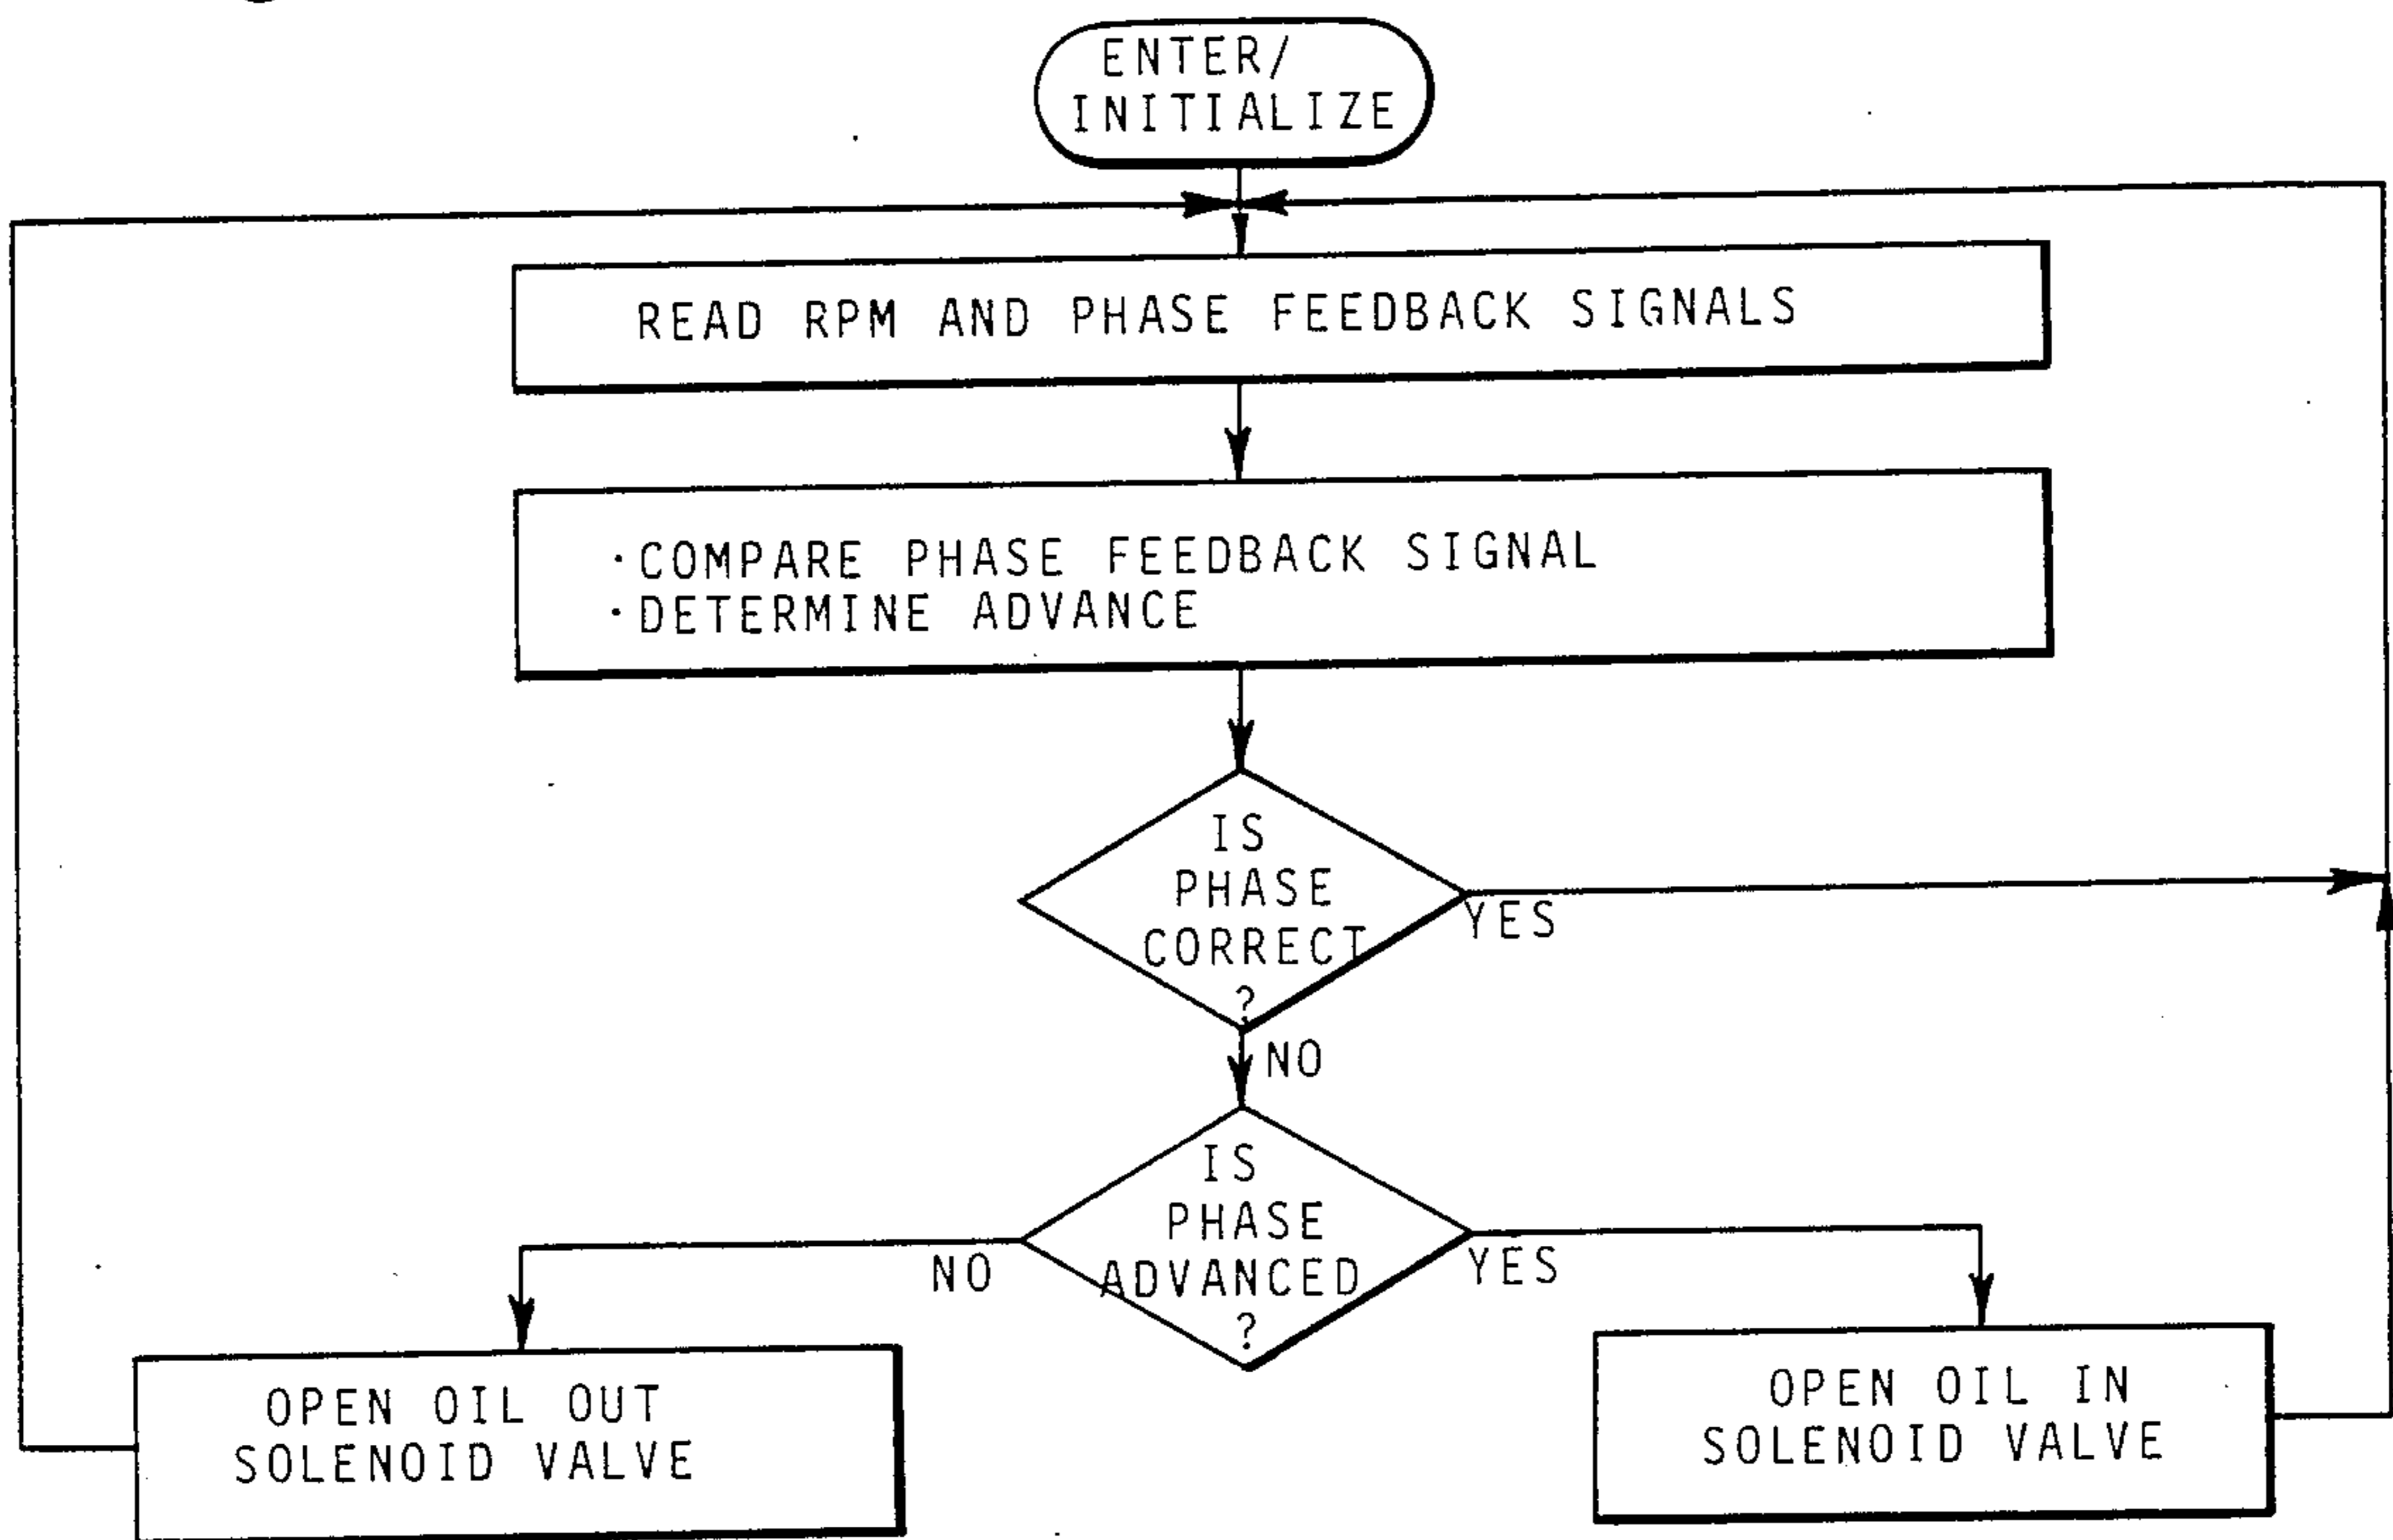 ENTER/
INITIALIZE
READ RPM AND PHASE FEEDBACK SIGNALS
·COMPARE PHASE FEEDBACK SIGNAL
·DETERMINE ADVANCE
IS
PHASE
CORRECT
?
YES
NO
IS
PHASE
ADVANCED
?
NO
YES
OPEN OIL OUT
SOLENOID VALVE
OPEN OIL IN
SOLENOID VALVE